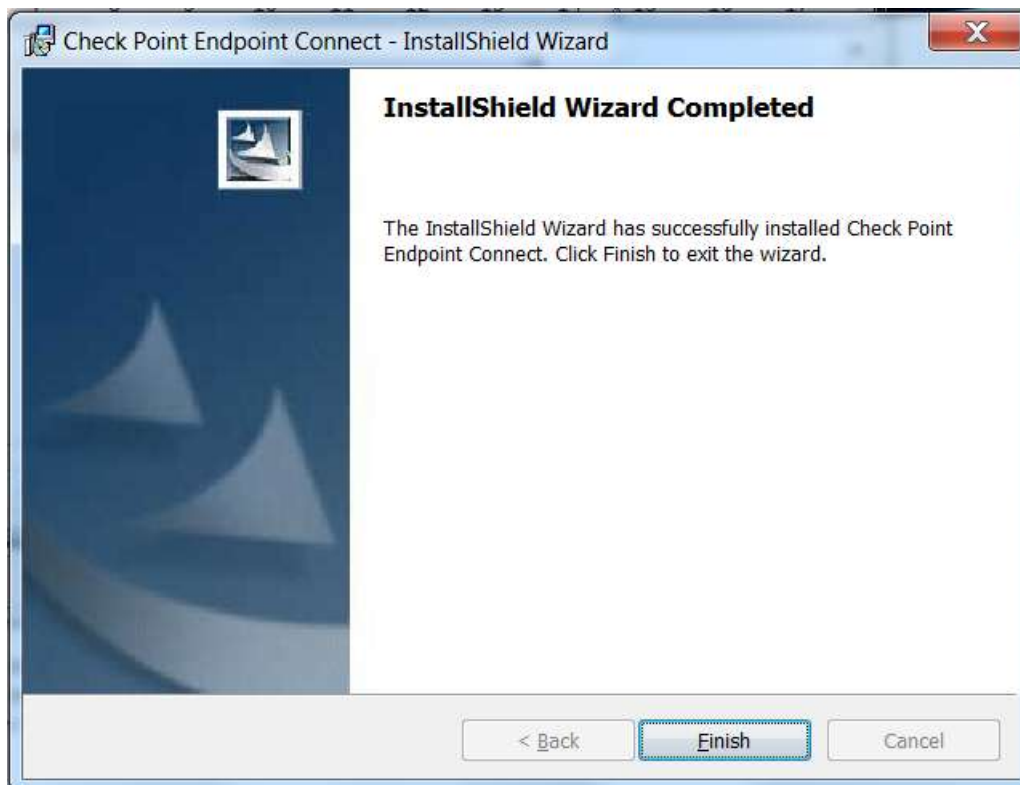 Check Point Endpoint Connect - InstallShield Wizard
InstallShield Wizard Completed
The InstallShield Wizard has successfully installed Check Point
Endpoint Connect. Click Finish to exit the wizard.
< Back Finish Cancel